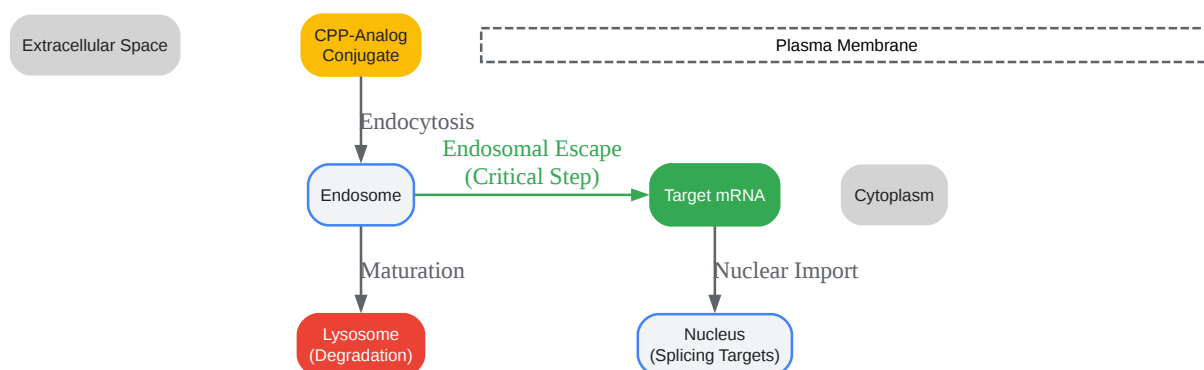 Extracellular Space
CPP-Analog
Conjugate
Plasma Membrane
Endocytosis
Endosomal Escape
(Critical Step)
Endosome
Target mRNA
Cytoplasm
Maturation
Nuclear Import
Lysosome
(Degradation)
Nucleus
(Splicing Targets)